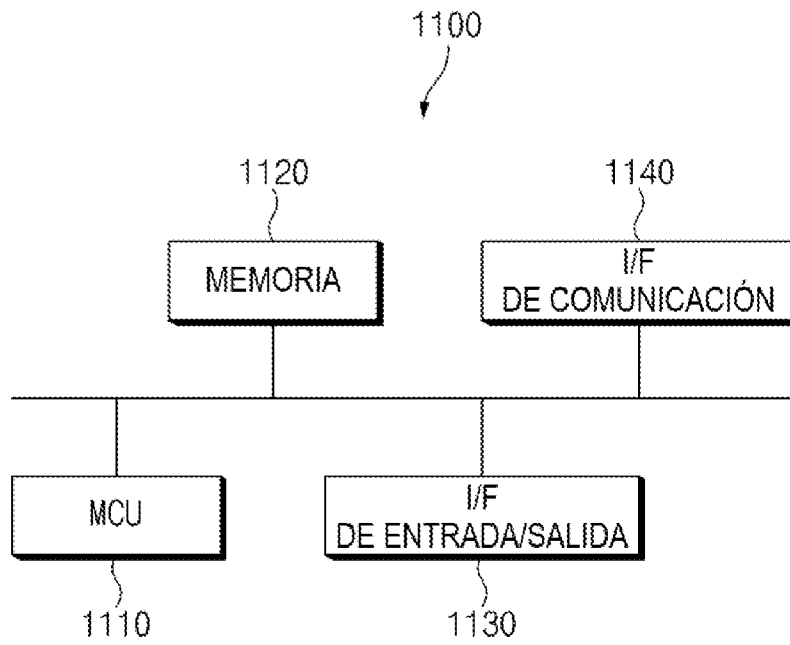 1100
1120
1140
MEMORIA
I/F
DE COMUNICACIÓN
MCU
I/F
DE ENTRADA/SALIDA
1110
1130